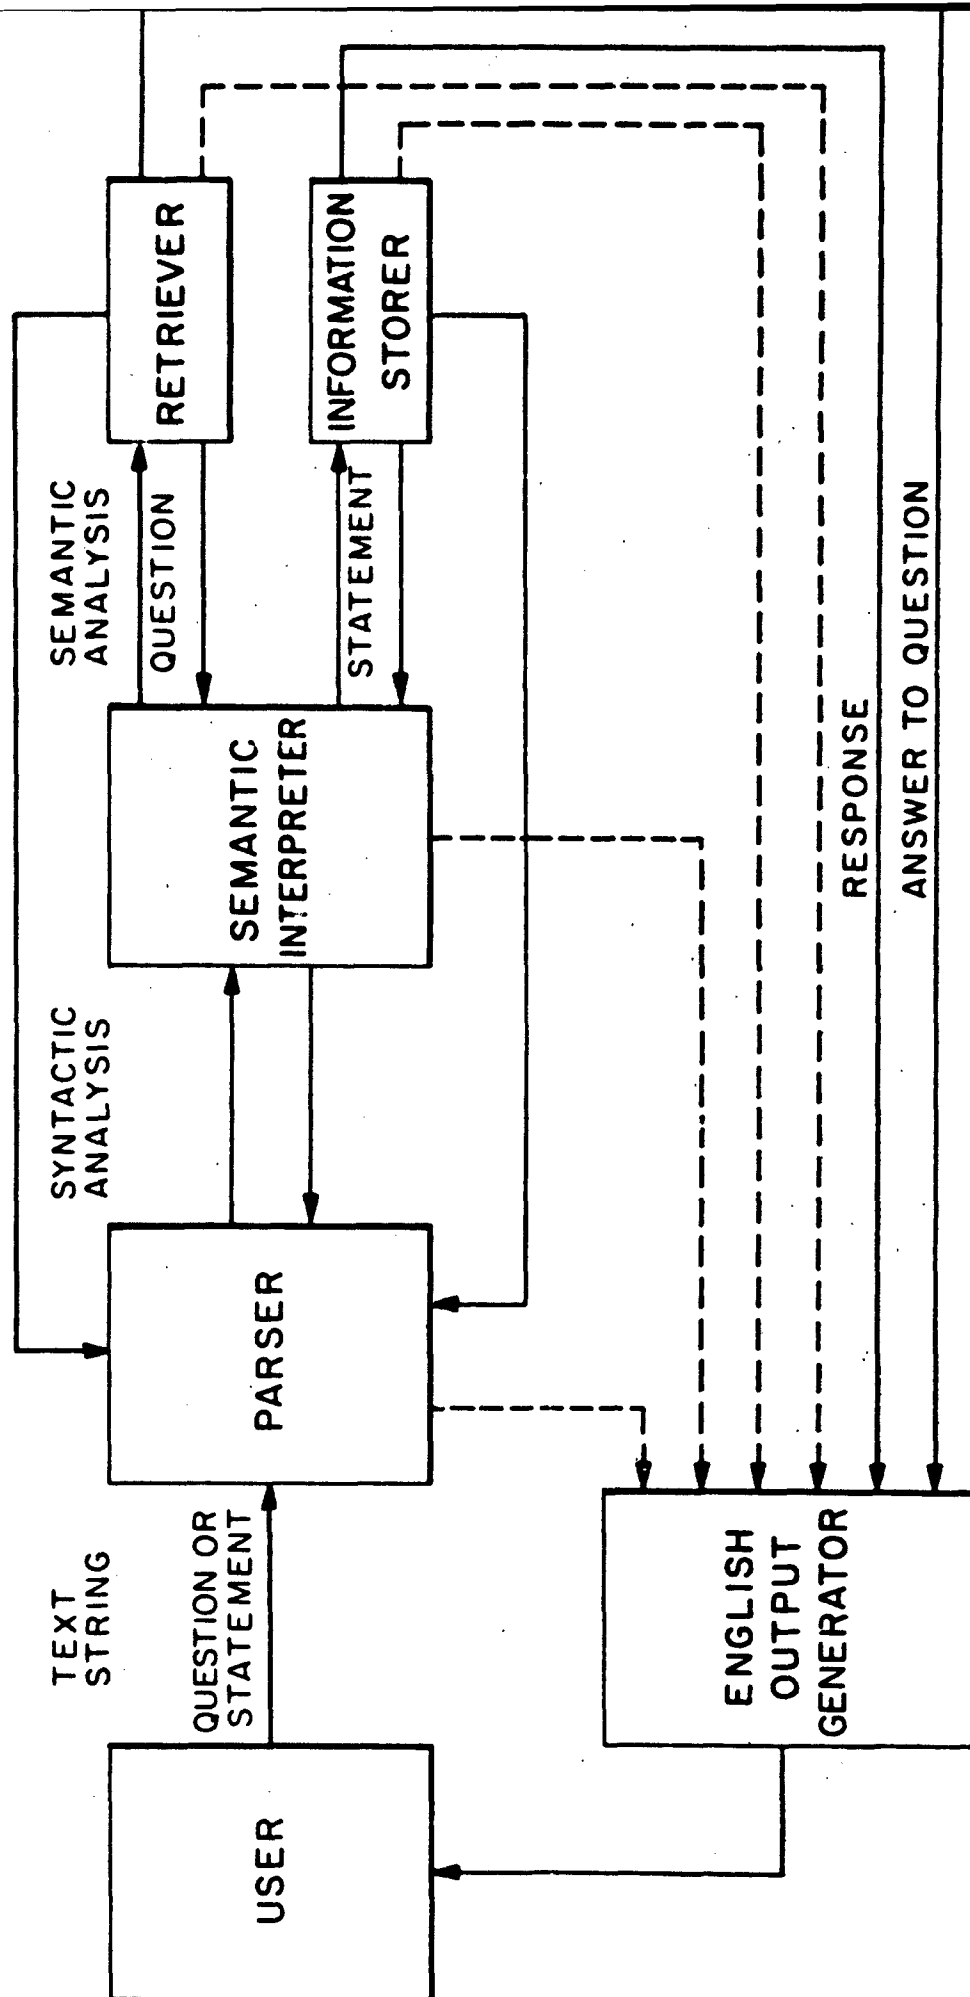 TEXT
STRING
SYNTACTIC
ANALYSIS
SEMANTIC
ANALYSIS
USER
QUESTION OR
STATEMENT
PARSER
SEMANTIC
INTERPRETER
QUESTION
RETRIEVER
STATEMENT
INFORMATION
STORER
ENGLISH
OUTPUT
GENERATOR
RESPONSE
ANSWER TO QUESTION